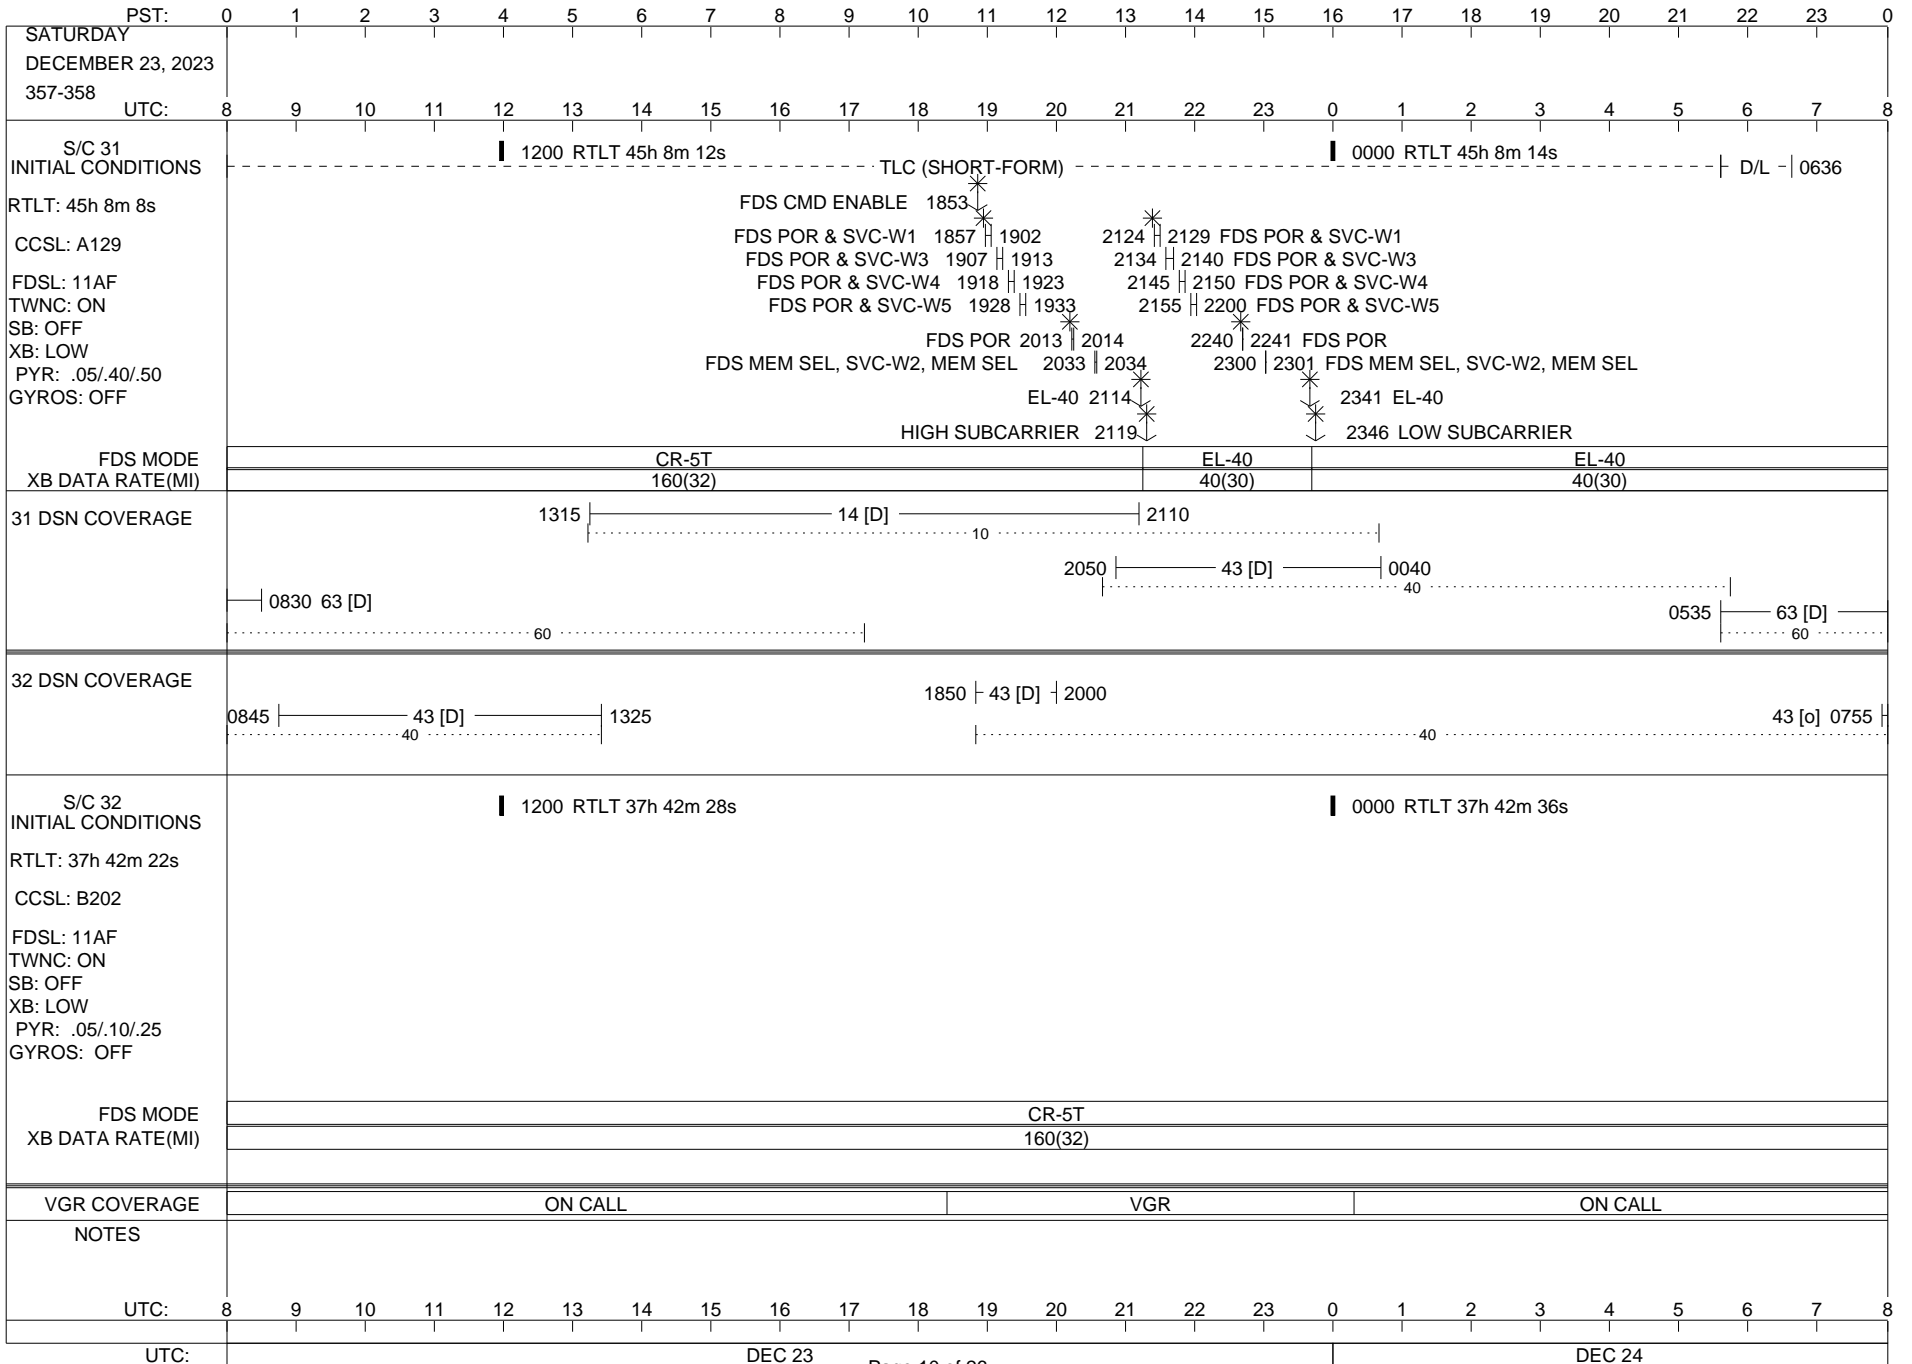 PST: 0 1 2 3 4 5 6 7 8 9 10 11 12 13 14 15 16 17 18 19 20 21 22 23 0
SATURDAY
DECEMBER 23, 2023
357-358
UTC: 8 9 10 11 12 13 14 15 16 17 18 19 20 21 22 23 0 1 2 3 4 5 6 7 8
S/C 31
INITIAL CONDITIONS
RTLT: 45h 8m 8s
CCSL: A129
FDSL: 11AF
TWNC: ON
SB: OFF
XB: LOW
PYR: .05/.40/.50
GYROS: OFF
1200 RTLT 45h 8m 12s
0000 RTLT 45h 8m 14s
TLC (SHORT-FORM)
D/L 0636
FDS CMD ENABLE 1853
FDS POR & SVC-W1 1857 1902 2124 2129 FDS POR & SVC-W1
FDS POR & SVC-W3 1907 1913 2134 2140 FDS POR & SVC-W3
FDS POR & SVC-W4 1918 1923 2145 2150 FDS POR & SVC-W4
FDS POR & SVC-W5 1928 1933 2155 2200 FDS POR & SVC-W5
FDS POR 2013 2014 2240 2241 FDS POR
FDS MEM SEL, SVC-W2, MEM SEL 2033 2034 2300 2301 FDS MEM SEL, SVC-W2, MEM SEL
EL-40 2114 2341 EL-40
HIGH SUBCARRIER 2119 2346 LOW SUBCARRIER
FDS MODE CR-5T EL-40 EL-40
XB DATA RATE(MI) 160(32) 40(30) 40(30)
31 DSN COVERAGE
1315 14 [D] 2110
10
2050 43 [D] 0040
40
0830 63 [D]
0535 63 [D]
60
60
32 DSN COVERAGE
1850 43 [D] 2000
0845 43 [D] 1325
43 [o] 0755
40
40
S/C 32
INITIAL CONDITIONS
RTLT: 37h 42m 22s
CCSL: B202
FDSL: 11AF
TWNC: ON
SB: OFF
XB: LOW
PYR: .05/.10/.25
GYROS: OFF
1200 RTLT 37h 42m 28s
0000 RTLT 37h 42m 36s
FDS MODE CR-5T
XB DATA RATE(MI) 160(32)
VGR COVERAGE ON CALL VGR ON CALL
NOTES
UTC: 8 9 10 11 12 13 14 15 16 17 18 19 20 21 22 23 0 1 2 3 4 5 6 7 8
UTC: DEC 23 DEC 24